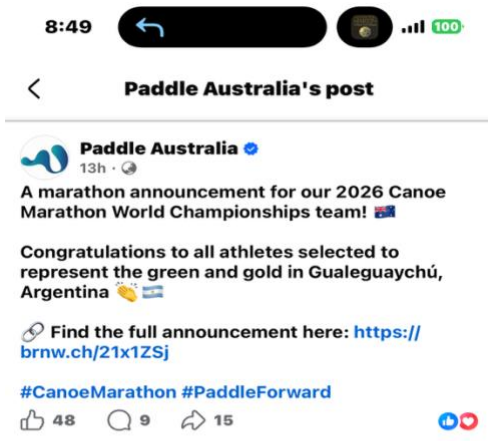 8:49
100
Paddle Australia's post
Paddle Australia
13h ·
A marathon announcement for our 2026 Canoe
Marathon World Championships team! 🇦🇺
Congratulations to all athletes selected to
represent the green and gold in Gualeguaychú,
Argentina 👏 🇦🇷
🔗 Find the full announcement here: https://
brnw.ch/21x1ZSj
#CanoeMarathon #PaddleForward
48 9 15